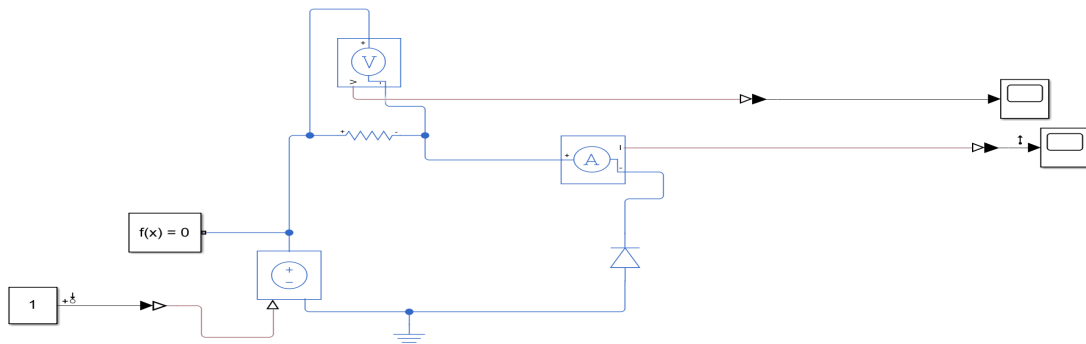 +
V
V
-
+
-
+
A
I
-
f(x) = 0
+
-
1
+